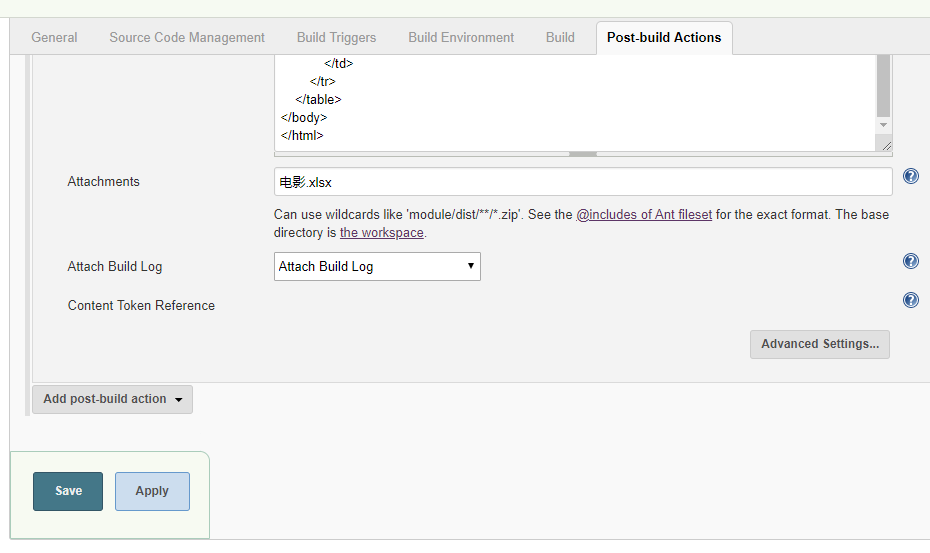 General Source Code Management Build Triggers Build Environment Build Post-build Actions
</td>
</tr>
</table>
</body>
</html>
Attachments
电影.xlsx
Can use wildcards like 'module/dist/**/*.zip'. See the @includes of Ant fileset for the exact format. The base
directory is the workspace.
Attach Build Log
Attach Build Log
Content Token Reference
Advanced Settings...
Add post-build action
Save Apply